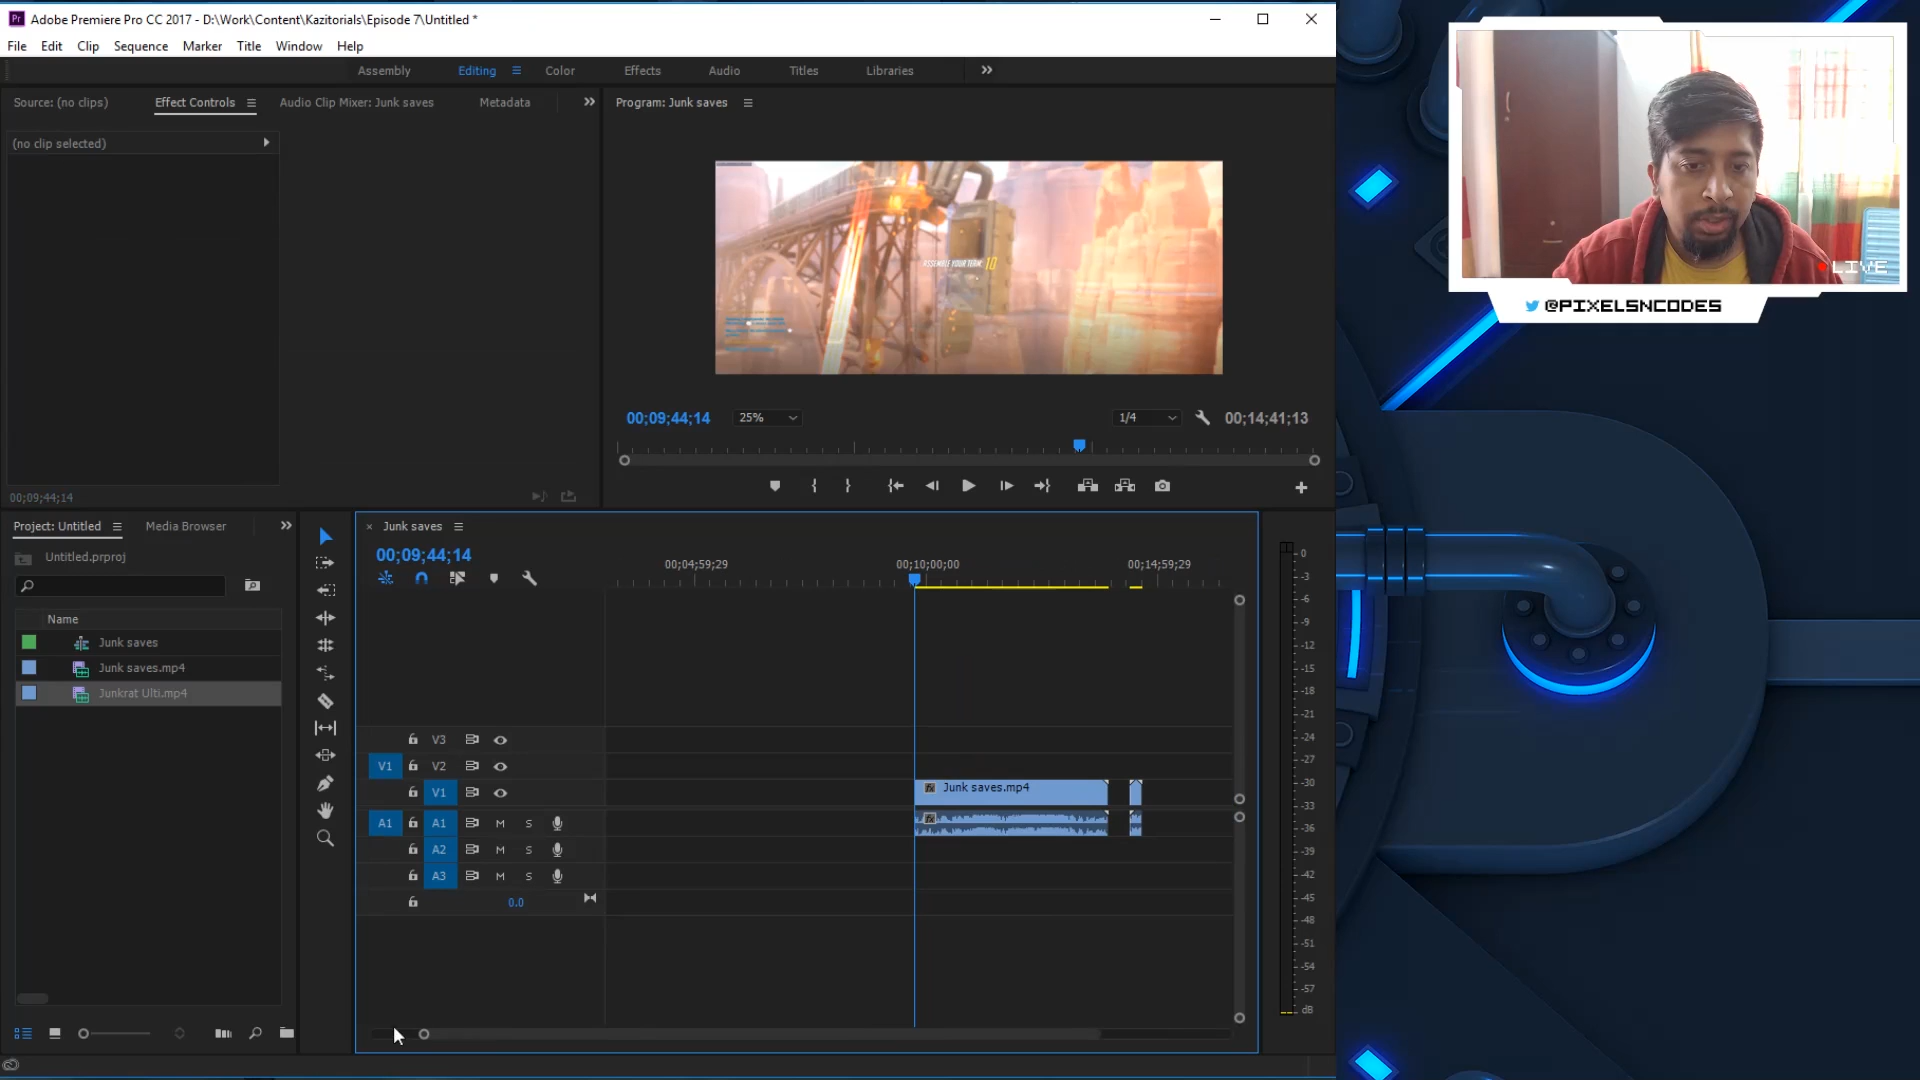 Adobe Premiere Pro CC 2017 - D:\Work\Content\Kazitorials\Episode 7\Untitled *
File Edit Clip Sequence Marker Title Window Help
Assembly Editing Color Effects Audio Titles Libraries
Source: (no clips) Effect Controls Audio Clip Mixer: Junk saves Metadata
Program: Junk saves
(no clip selected)
ASSEMBLE YOUR TEAM: 10
LIVE
@PIXELSNCODES
00;09;44;14 25% 1/4 00;14;41;13
00;09;44;14
Project: Untitled Media Browser
Untitled.prproj
Name
Junk saves
Junk saves.mp4
Junkrat Ulti.mp4
Junk saves
00;09;44;14
00;04;59;29 00;10;00;00 00;14;59;29
V3
V1 V2
V1 Junk saves.mp4
A1 A1 M S
A2 M S
A3 M S
0.0
0
-3
-6
-9
-12
-15
-18
-21
-24
-27
-30
-33
-36
-39
-42
-45
-48
-51
-54
-57
dB